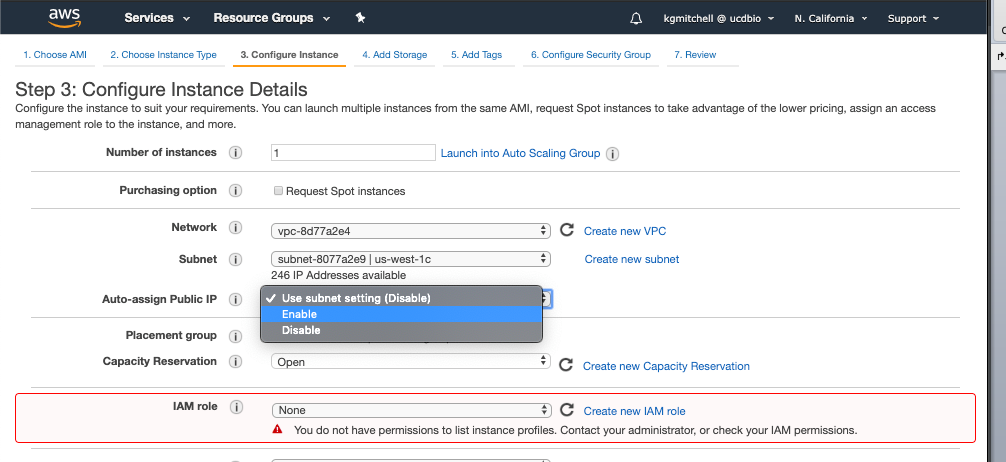 aws Services Resource Groups kgmitchell @ ucdbio N. California Support
1. Choose AMI 2. Choose Instance Type 3. Configure Instance 4. Add Storage 5. Add Tags 6. Configure Security Group 7. Review
Step 3: Configure Instance Details
Configure the instance to suit your requirements. You can launch multiple instances from the same AMI, request Spot instances to take advantage of the lower pricing, assign an access
management role to the instance, and more.
Number of instances i 1 Launch into Auto Scaling Group i
Purchasing option i Request Spot instances
Network i vpc-8d77a2e4 Create new VPC
Subnet i subnet-8077a2e9 | us-west-1c Create new subnet
246 IP Addresses available
Auto-assign Public IP i ✓ Use subnet setting (Disable)
Enable
Disable
Placement group i
Capacity Reservation i Open Create new Capacity Reservation
IAM role i None Create new IAM role
You do not have permissions to list instance profiles. Contact your administrator, or check your IAM permissions.